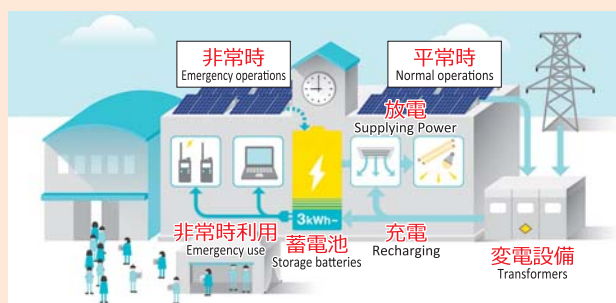 非常時
Emergency operations
平常時
Normal operations
放電
Supplying Power
3kWh~
非常時利用
Emergency use
蓄電池
Storage batteries
充電
Recharging
変電設備
Transformers